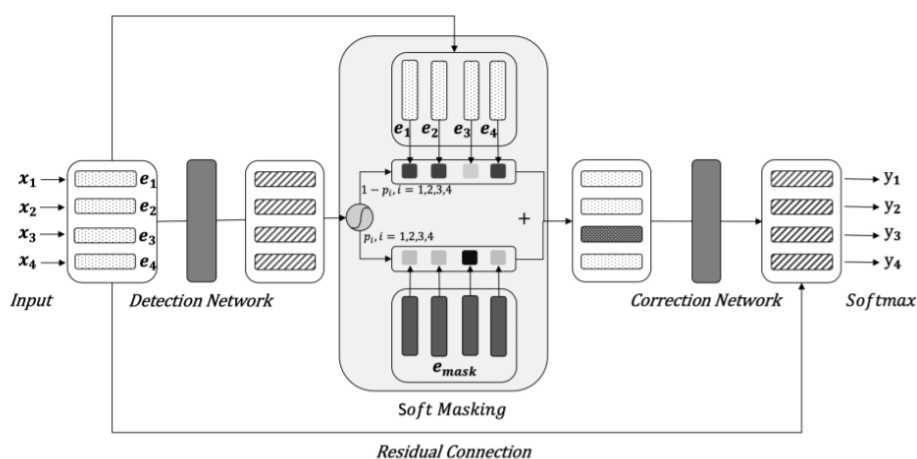 e₁ e₂ e₃ e₄
x₁ e₁ 1 − pᵢ, i = 1,2,3,4 y₁
x₂ e₂ + y₂
x₃ e₃ pᵢ, i = 1,2,3,4 y₃
x₄ e₄ y₄
Input Detection Network Correction Network Softmax
e_mask
Soft Masking
Residual Connection